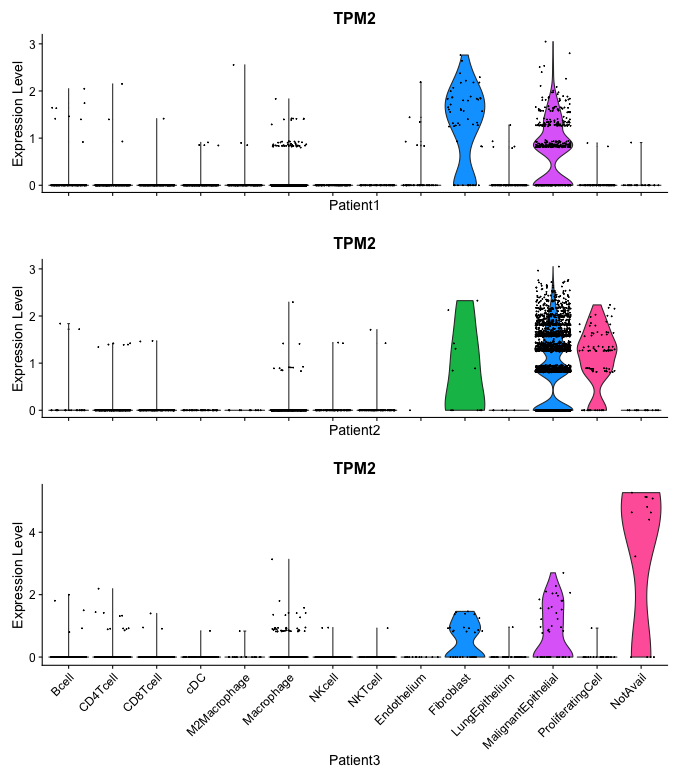 TPM2
Expression Level
3
2
1
0
Patient1
TPM2
Expression Level
3
2
1
0
Patient2
TPM2
Expression Level
4
2
0
Bcell
CD4Tcell
CD8Tcell
cDC
M2Macrophage
Macrophage
NKcell
NKTcell
Endothelium
Fibroblast
LungEpithelium
MalignantEpithelial
ProliferatingCell
NotAvail
Patient3